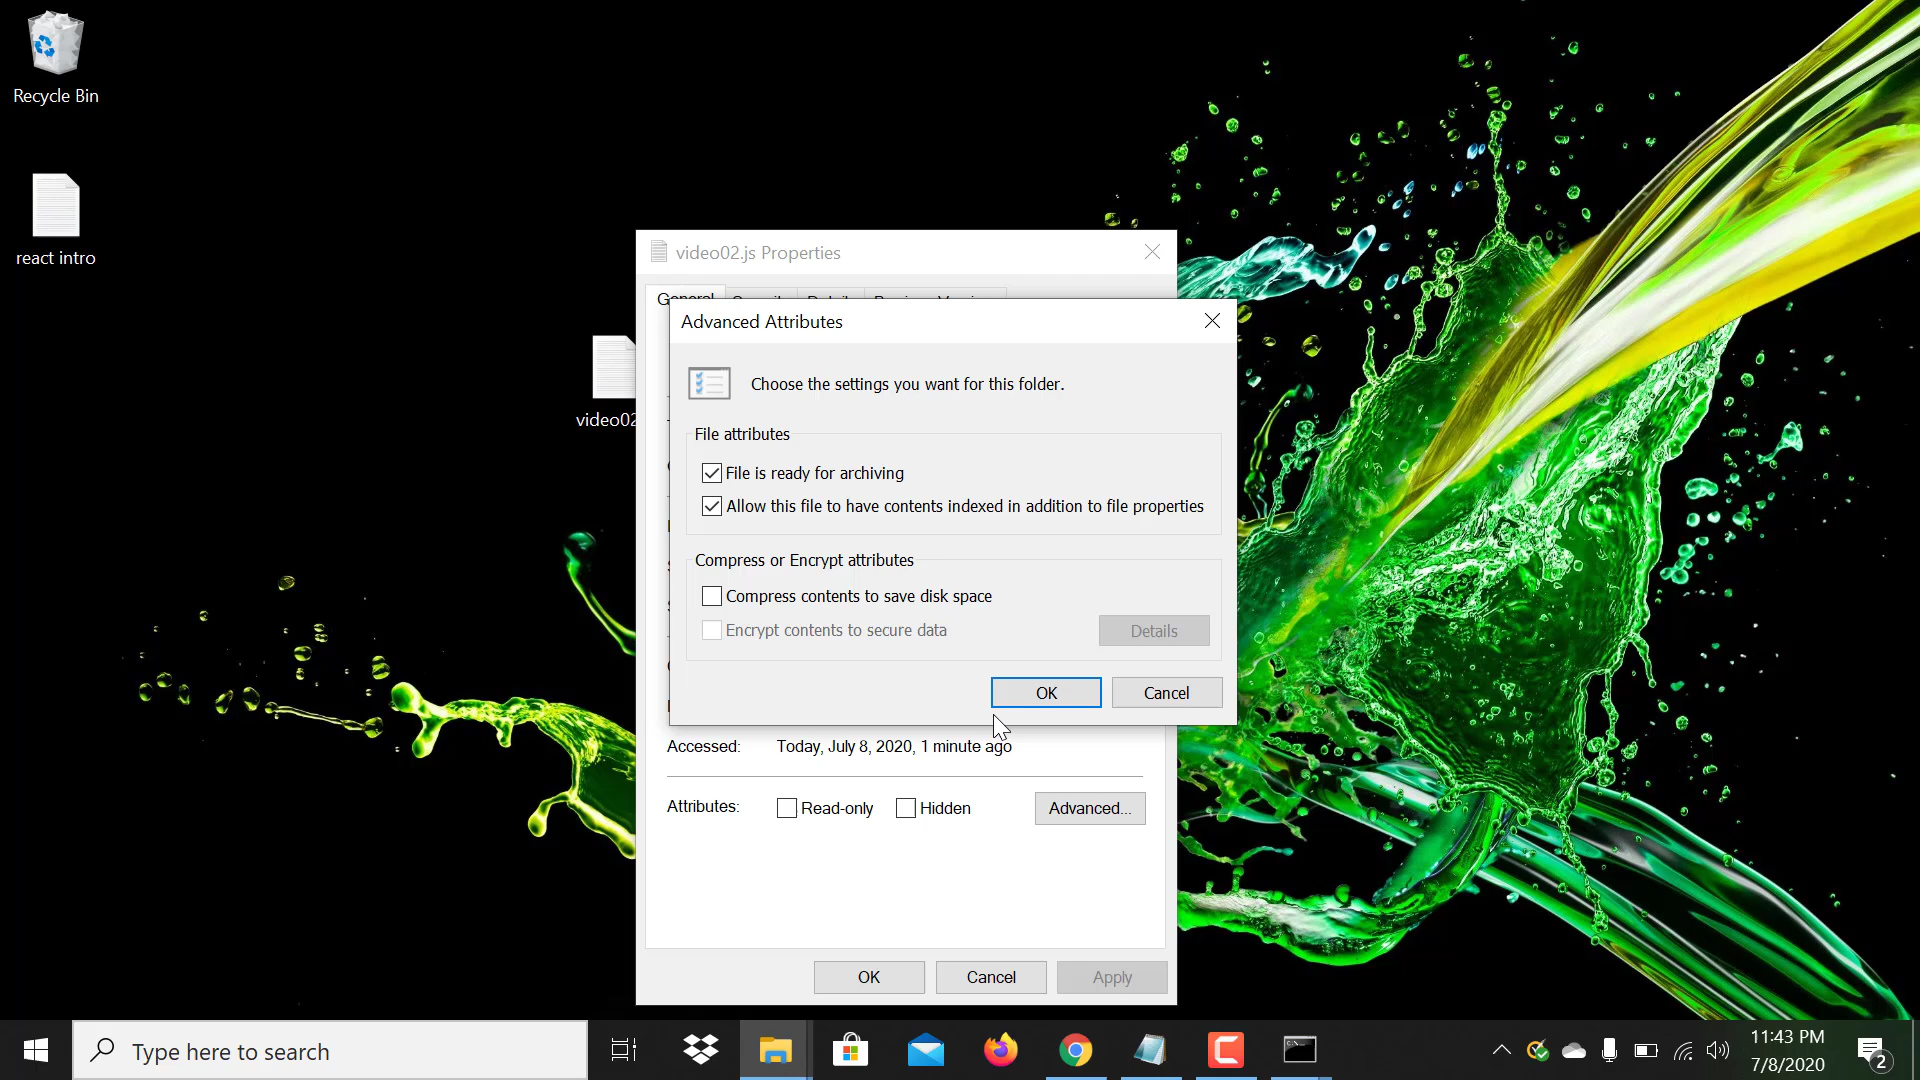 Recycle Bin
react intro
video02
video02.js Properties
General
Advanced Attributes
Choose the settings you want for this folder.
File attributes
File is ready for archiving
Allow this file to have contents indexed in addition to file properties
Compress or Encrypt attributes
Compress contents to save disk space
Encrypt contents to secure data
Details
OK
Cancel
Accessed: Today, July 8, 2020, 1 minute ago
Attributes: Read-only Hidden Advanced...
OK Cancel Apply
Type here to search
11:43 PM
7/8/2020
2